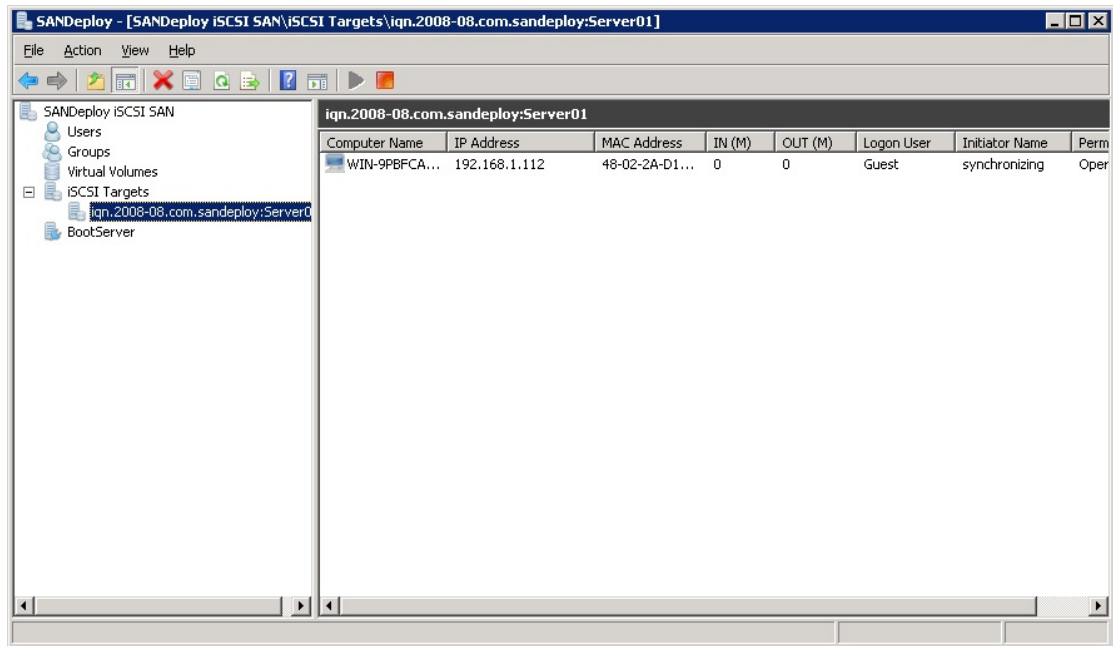 SANDeploy - [SANDeploy iSCSI SAN\iSCSI Targets\iqn.2008-08.com.sandeploy:Server01]
File Action View Help
SANDeploy iSCSI SAN
Users
Groups
Virtual Volumes
iSCSI Targets
iqn.2008-08.com.sandeploy:Server0
BootServer
iqn.2008-08.com.sandeploy:Server01
Computer Name IP Address MAC Address IN (M) OUT (M) Logon User Initiator Name Perm
WIN-9PBFCA... 192.168.1.112 48-02-2A-D1... 0 0 Guest synchronizing Oper